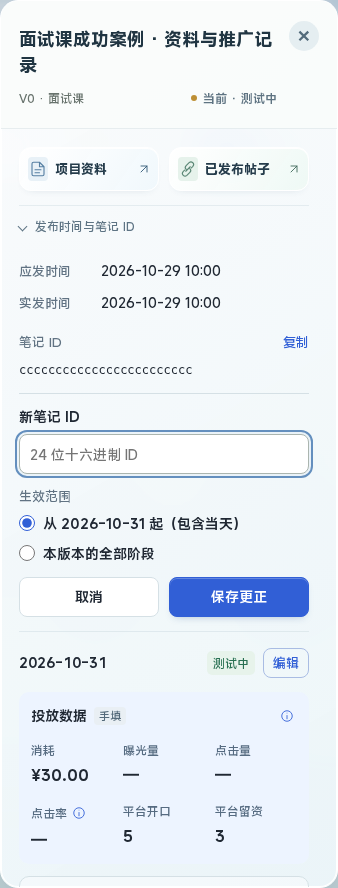 面试课成功案例 · 资料与推广记
录
V0 · 面试课
当前 · 测试中
项目资料
已发布帖子
发布时间与笔记 ID
应发时间 2026-10-29 10:00
实发时间 2026-10-29 10:00
笔记 ID 复制
cccccccccccccccccccccccc
新笔记 ID
24 位十六进制 ID
生效范围
从 2026-10-31 起（包含当天）
本版本的全部阶段
取消 保存更正
2026-10-31 测试中 编辑
投放数据 手填
消耗 曝光量 点击量
¥30.00 — —
点击率 平台开口 平台留资
— 5 3